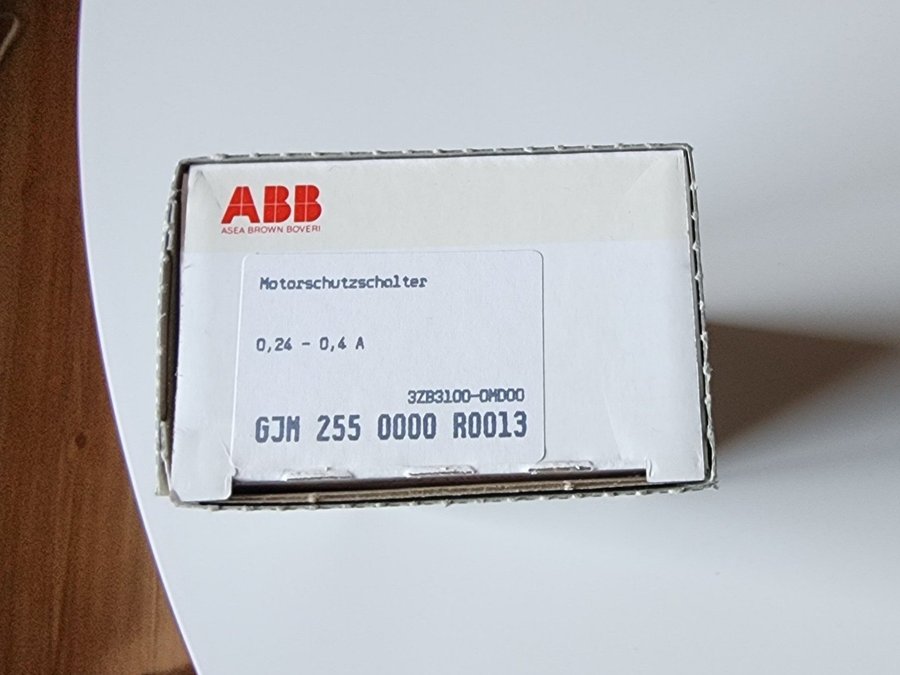 ABB
ASEA BROWN BOVERI
Motorschutzschalter
0,24 - 0,4 A
3ZB3100-0MD00
GJM 255 0000 R0013